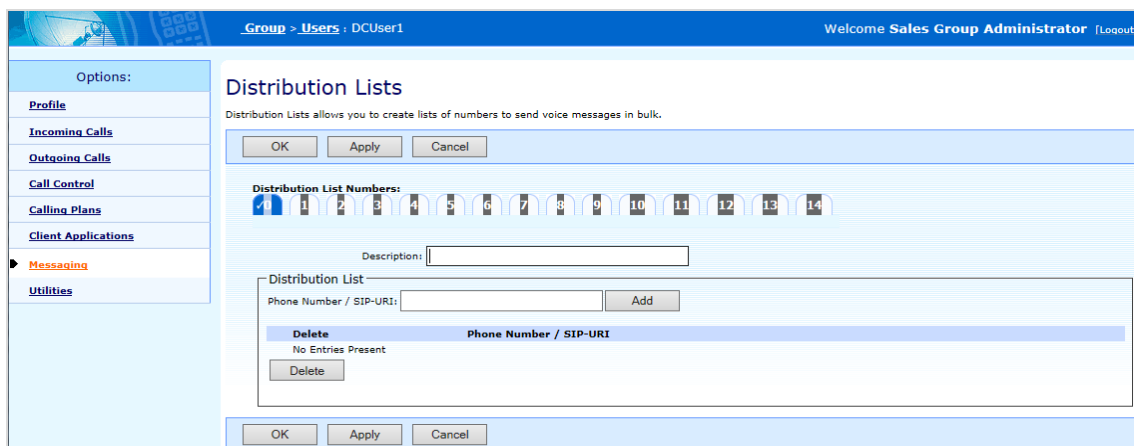 Group > Users : DCUser1
Welcome Sales Group Administrator [Logout
Options:
Profile
Incoming Calls
Outgoing Calls
Call Control
Calling Plans
Client Applications
Messaging
Utilities
Distribution Lists
Distribution Lists allows you to create lists of numbers to send voice messages in bulk.
OK Apply Cancel
Distribution List Numbers:
✓0 1 2 3 4 5 6 7 8 9 10 11 12 13 14
Description:
Distribution List
Phone Number / SIP-URI: Add
Delete Phone Number / SIP-URI
No Entries Present
Delete
OK Apply Cancel